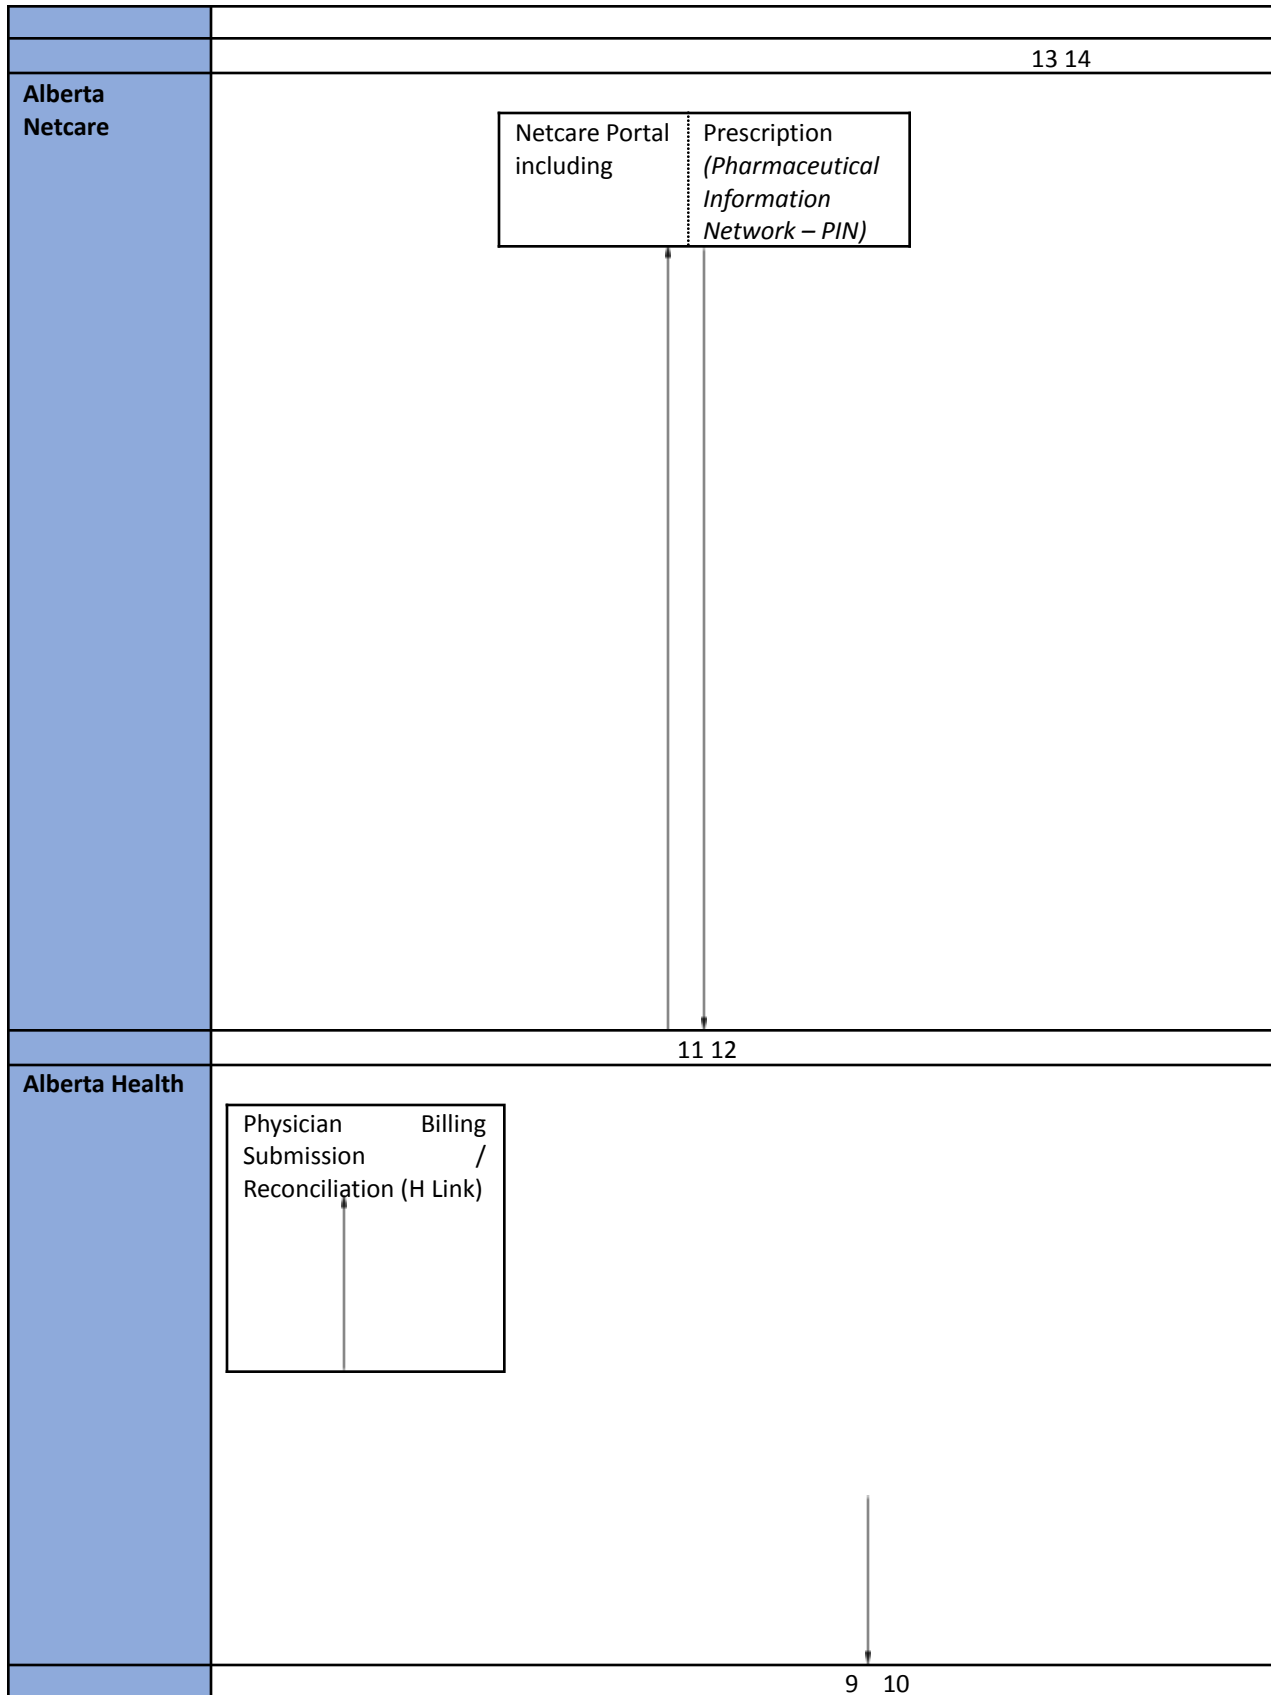 13 14
Alberta
Netcare
Netcare Portal
including
Prescription
(Pharmaceutical
Information
Network – PIN)
11 12
Alberta Health
Physician Billing
Submission /
Reconciliation (H Link)
9 10